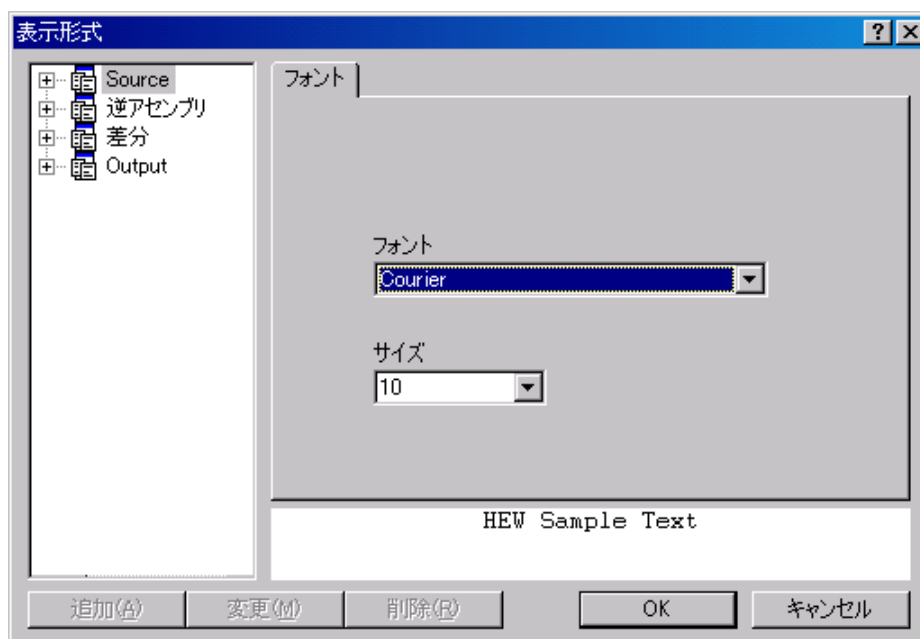 表示形式
Source
逆アセンブリ
差分
Output
フォント
フォント
Courier
サイズ
10
HEW Sample Text
追加(A) 変更(M) 削除(R) OK キャンセル